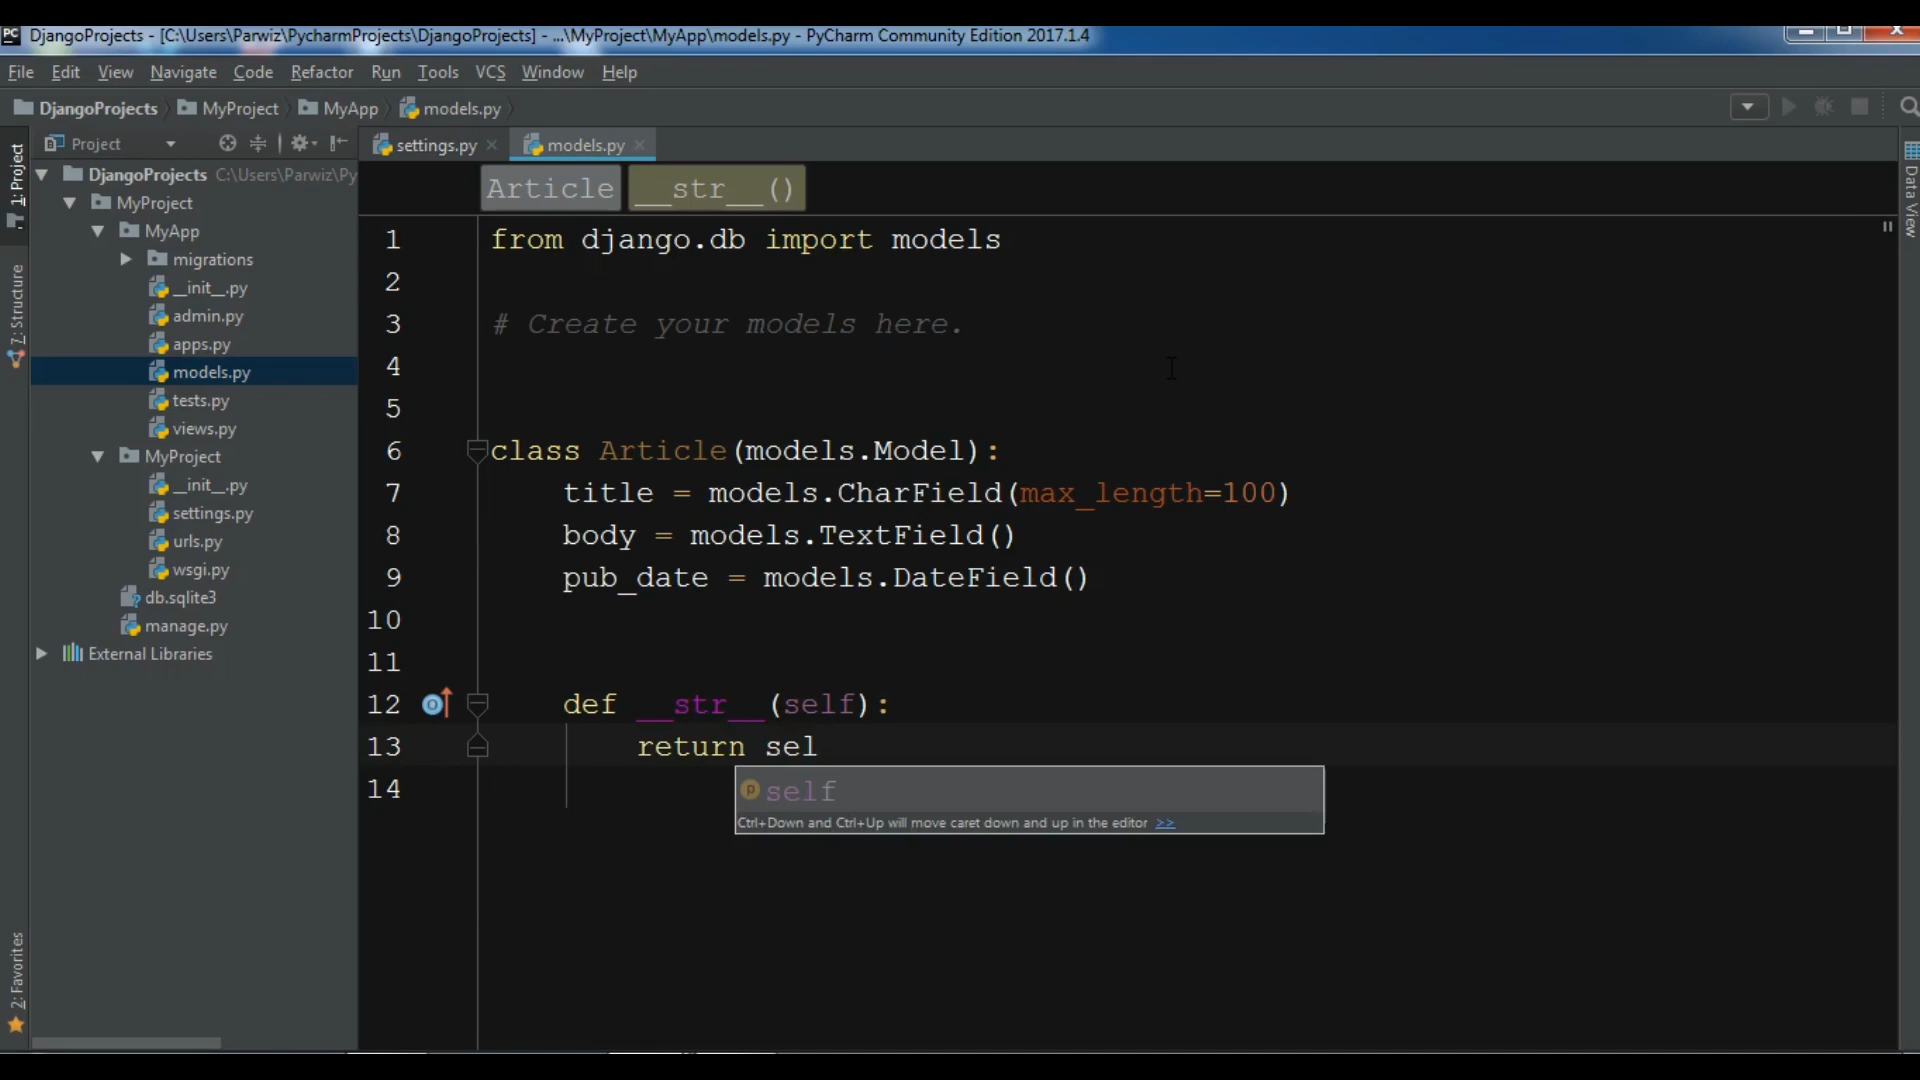 PC DjangoProjects - [C:\Users\Parwiz\PycharmProjects\DjangoProjects] - ...\MyProject\MyApp\models.py - PyCharm Community Edition 2017.1.4
File Edit View Navigate Code Refactor Run Tools VCS Window Help
DjangoProjects MyProject MyApp models.py
1: Project
7: Structure
2: Favorites
Project
DjangoProjects C:\Users\Parwiz\Py
MyProject
MyApp
migrations
__init__.py
admin.py
apps.py
models.py
tests.py
views.py
MyProject
__init__.py
settings.py
urls.py
wsgi.py
db.sqlite3
manage.py
External Libraries
settings.py models.py
Article __str__()
1 from django.db import models
2
3 # Create your models here.
4
5
6 class Article(models.Model):
7 title = models.CharField(max_length=100)
8 body = models.TextField()
9 pub_date = models.DateField()
10
11
12 def __str__(self):
13 return sel
14
p self
Ctrl+Down and Ctrl+Up will move caret down and up in the editor >>
Data View